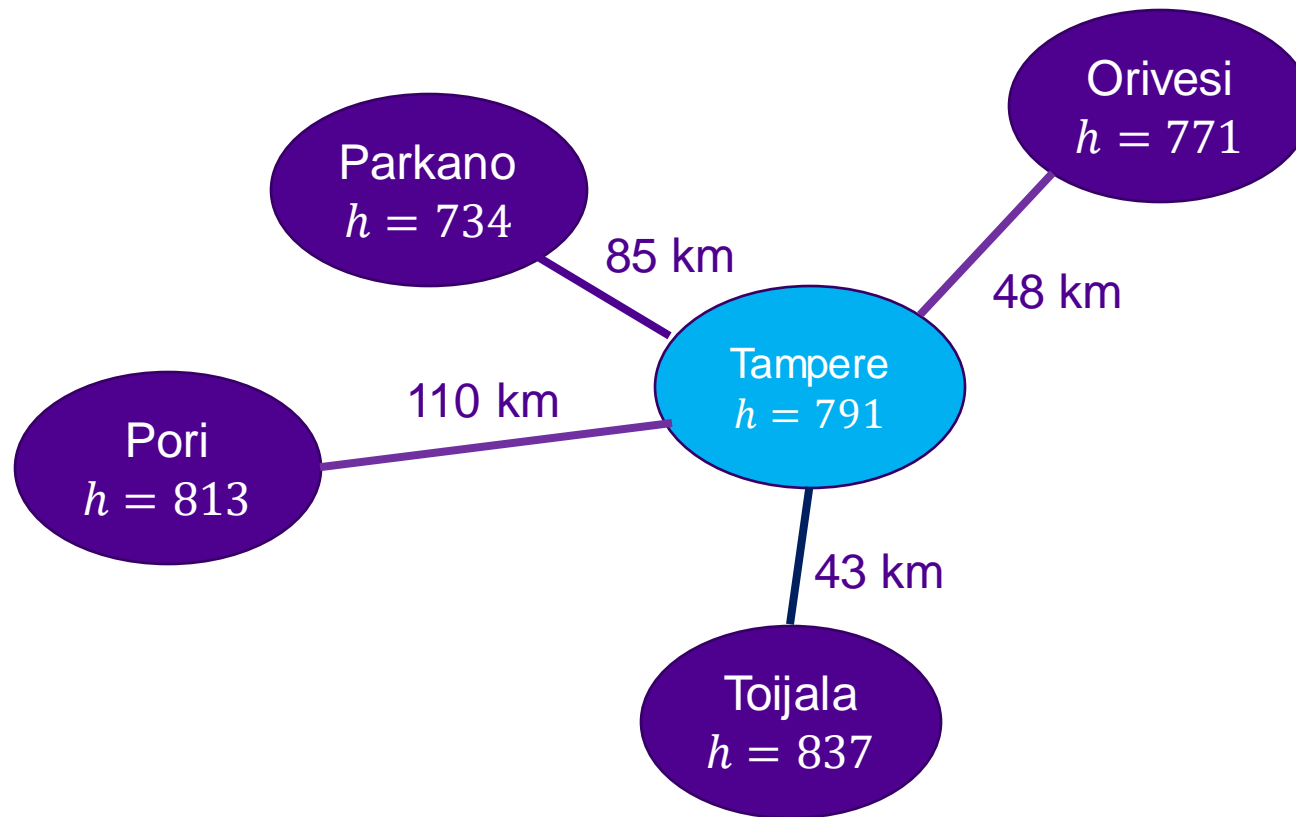 Orivesi
h = 771
Parkano
h = 734
85 km
48 km
Tampere
h = 791
110 km
Pori
h = 813
43 km
Toijala
h = 837